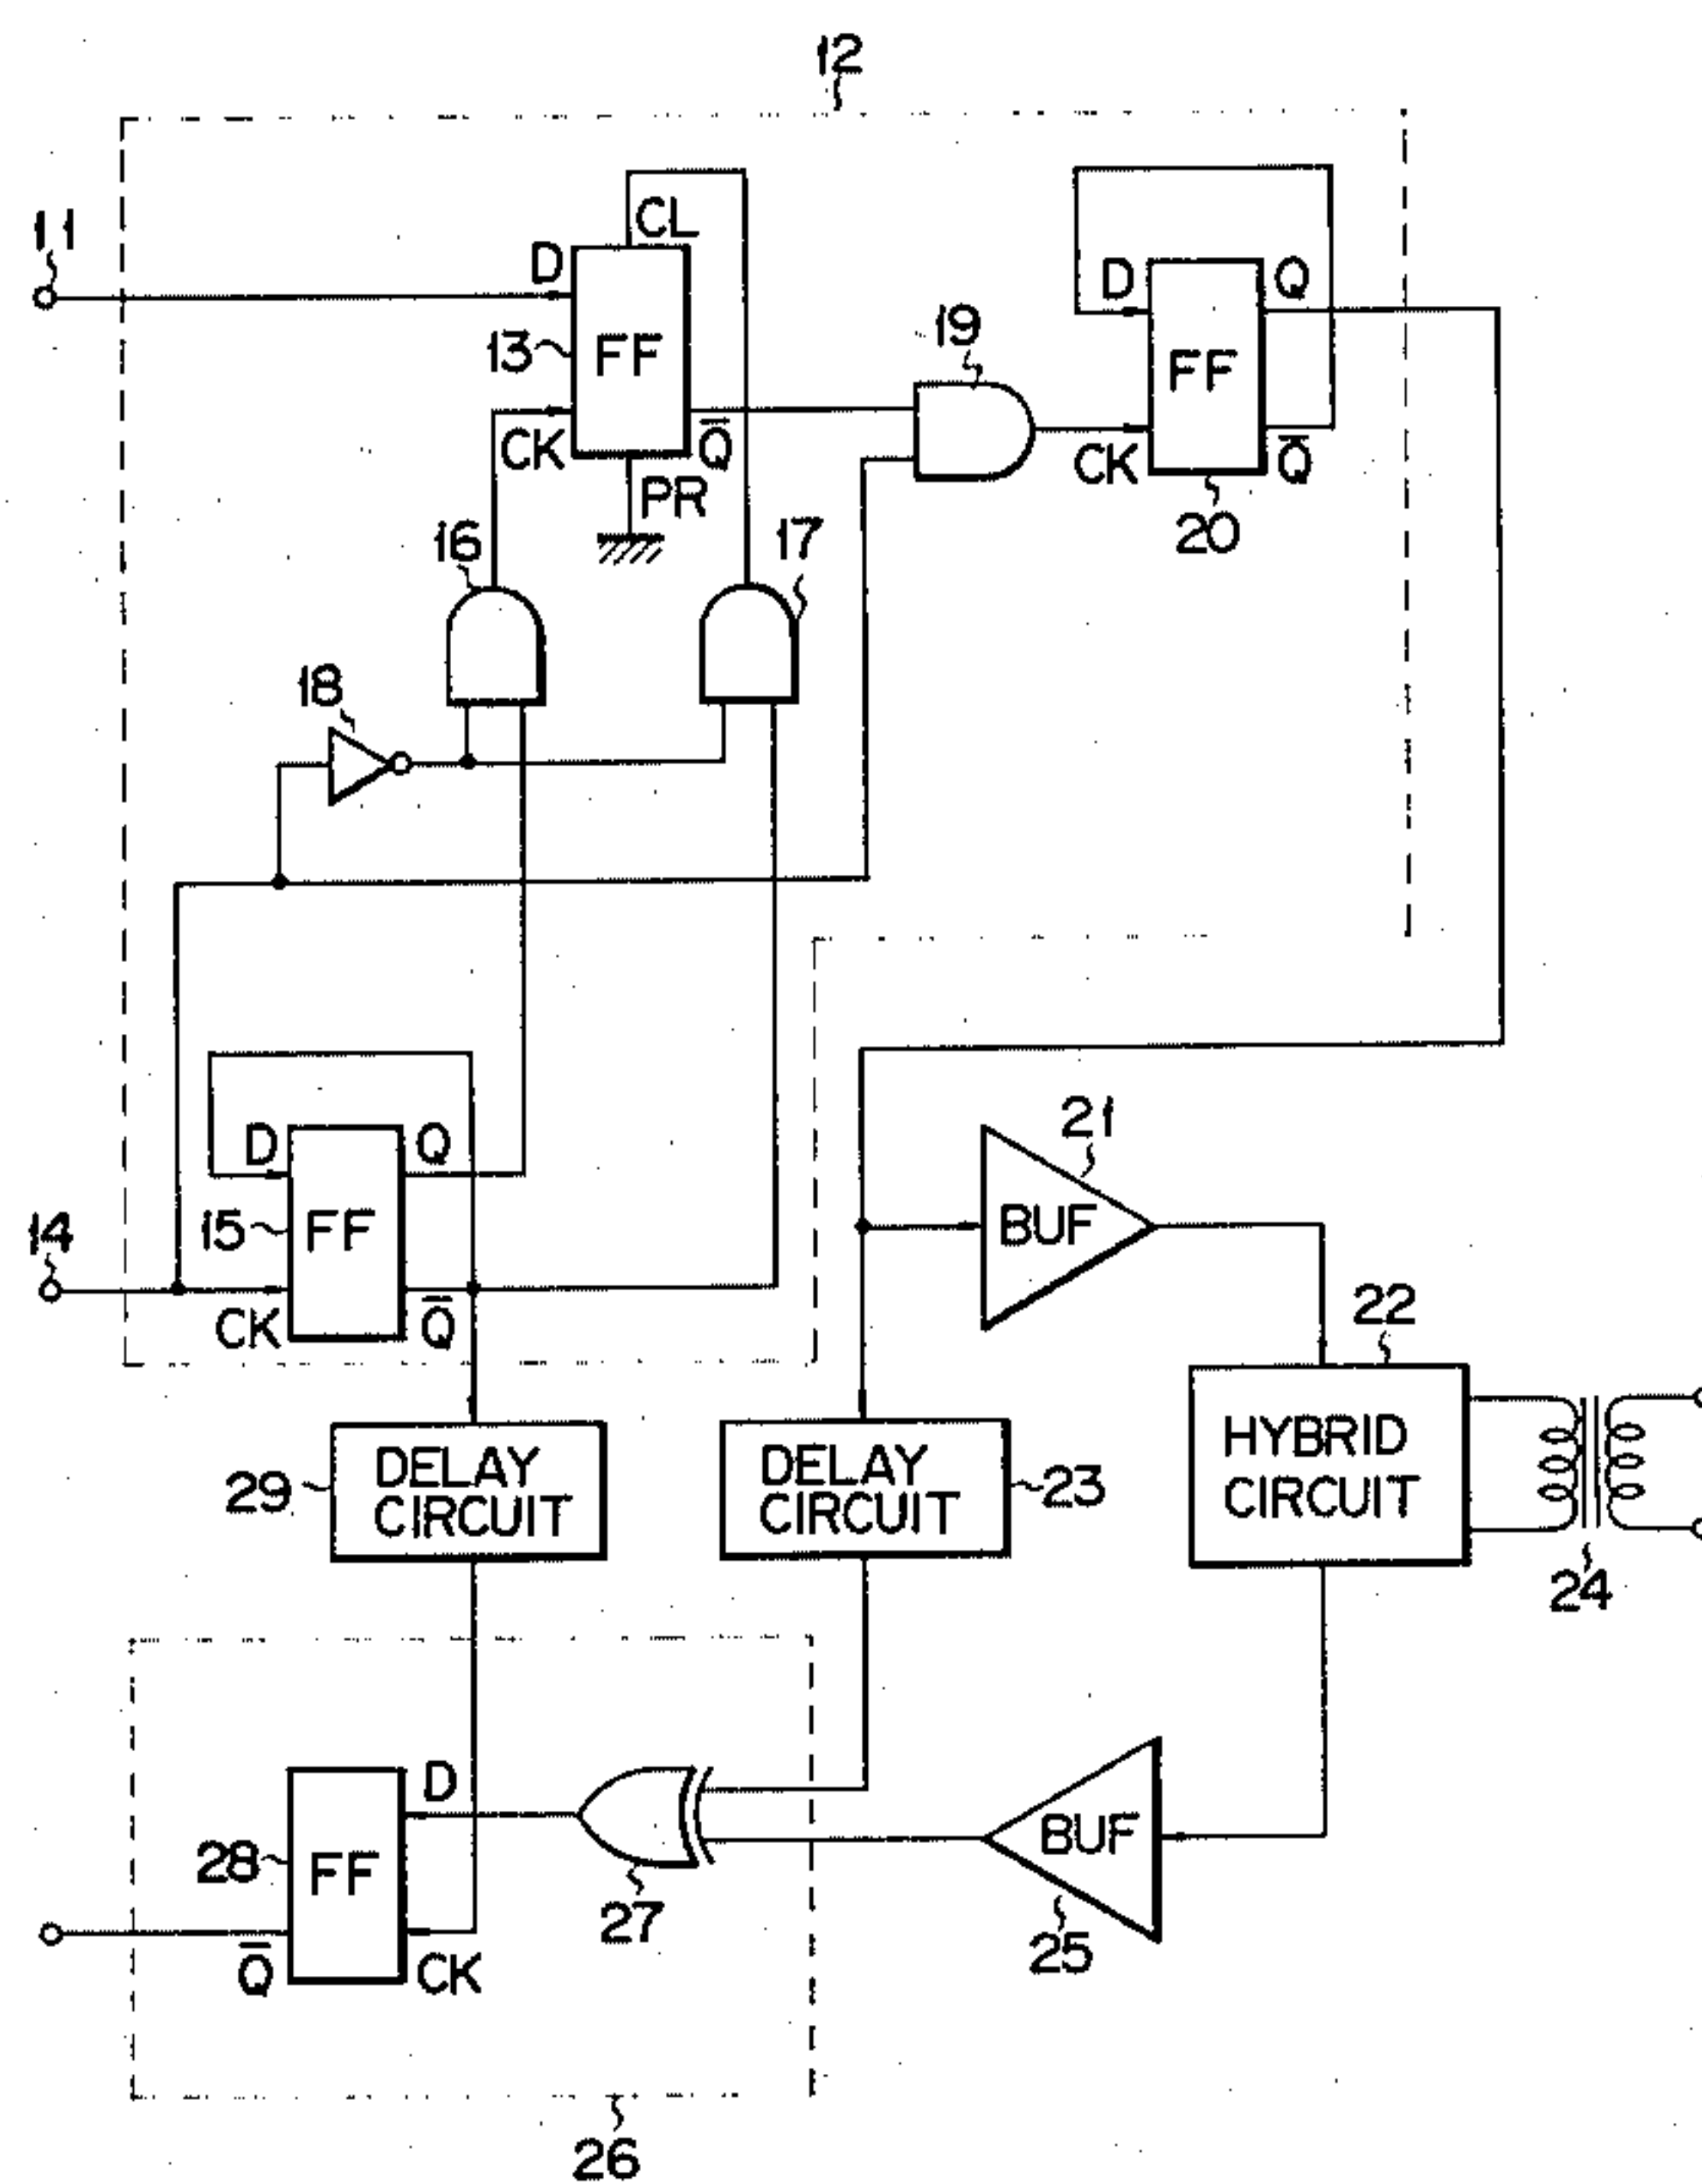 12
11
CL
D
13
FF
CK
Q̅
PR
19
D
Q
FF
CK
Q̅
20
16
17
18
14
D
Q
15
FF
CK
Q̅
21
BUF
22
HYBRID
CIRCUIT
24
29
DELAY
CIRCUIT
DELAY
CIRCUIT
23
28
FF
D
Q̅
CK
27
BUF
25
26